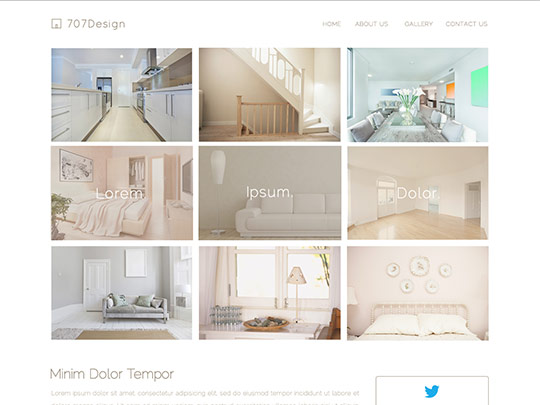 707Design
HOME ABOUT US GALLERY CONTACT US
Lorem. Ipsum. Dolor.
Minim Dolor Tempor
Lorem ipsum dolor sit amet, consectetur adipisicing elit, sed do eiusmod tempor incididunt ut labore et